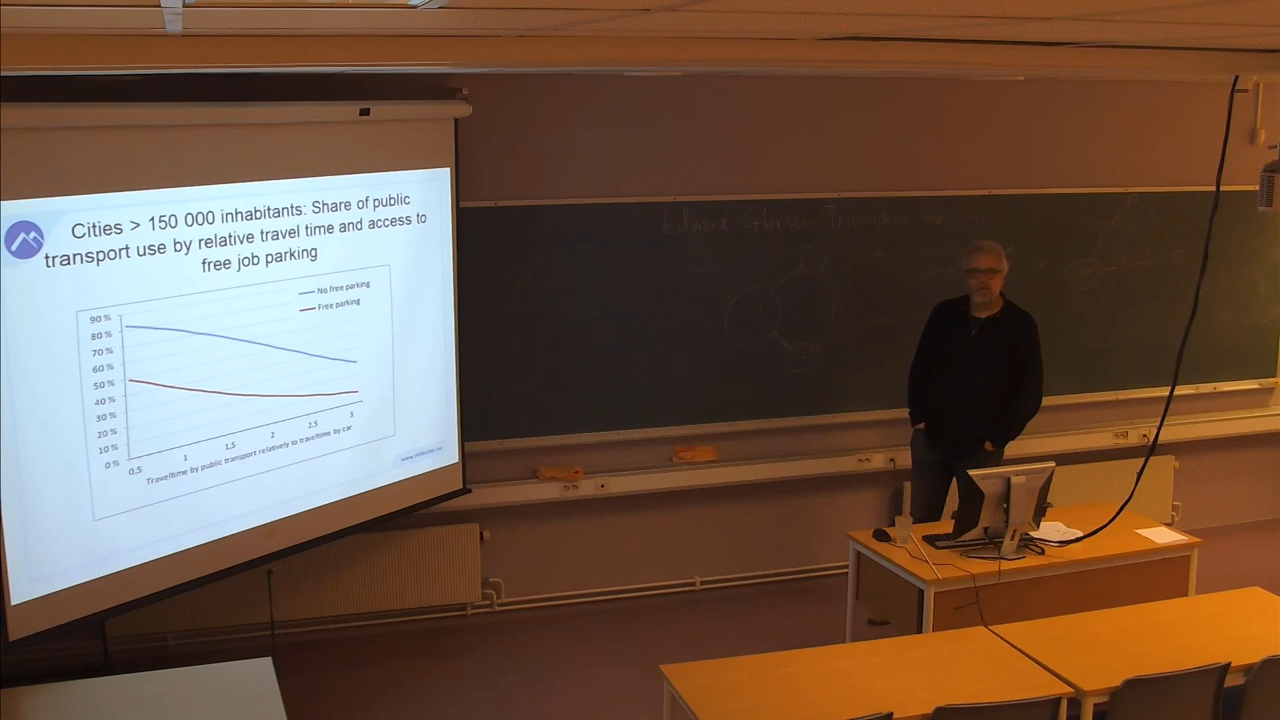 Cities > 150 000 inhabitants: Share of public
transport use by relative travel time and access to
free job parking
No free parking
Free parking
90 %
80 %
70 %
60 %
50 %
40 %
30 %
20 %
10 %
0 %
0,5
1
1,5
2
2,5
3
Traveltime by public transport relatively to traveltime by car